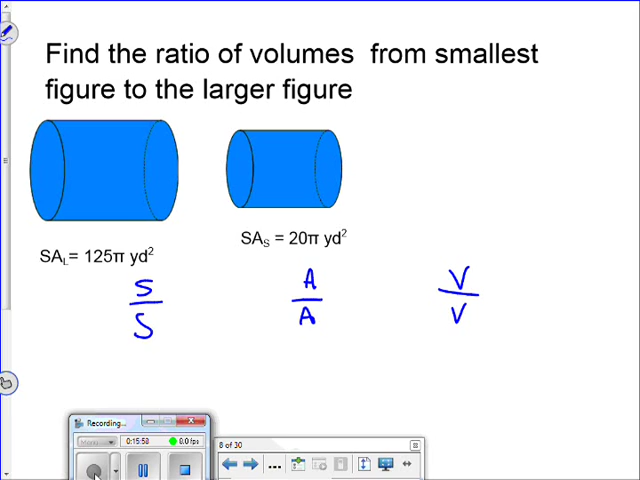 Find the ratio of volumes from smallest
figure to the larger figure
SA_L= 125π yd²
SA_S = 20π yd²
S A V
S A V
Recording...
0:15:58 8.0 fps
8 of 30